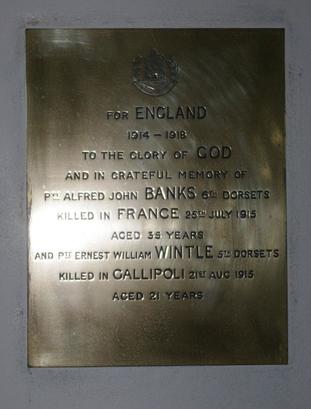 FOR ENGLAND
1914 - 1918
TO THE GLORY OF GOD
AND IN GRATEFUL MEMORY OF
PTE ALFRED JOHN BANKS 6TH DORSETS
KILLED IN FRANCE 25TH JULY 1915
AGED 35 YEARS
AND PTE ERNEST WILLIAM WINTLE 5TH DORSETS
KILLED IN GALLIPOLI 21ST AUG 1915
AGED 21 YEARS